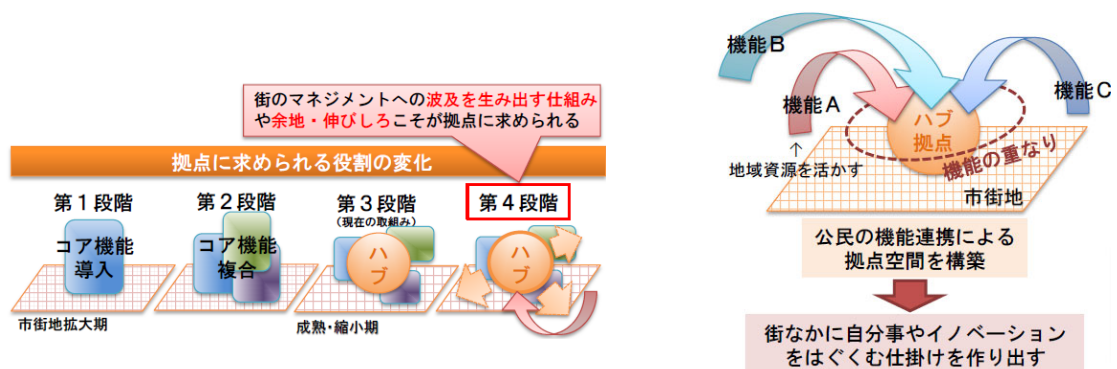 街のマネジメントへの波及を生み出す仕組み
や余地・伸びしろこそが拠点に求められる
拠点に求められる役割の変化
第1段階
コア機能
導入
市街地拡大期
第2段階
コア機能
複合
第3段階
(現在の取組み)
ハブ
成熟・縮小期
第4段階
ハブ
機能B
機能A
機能C
ハブ
拠点
↑
地域資源を活かす
機能の重なり
市街地
公民の機能連携による
拠点空間を構築
街なかに自分事やイノベーション
をはぐくむ仕掛けを作り出す